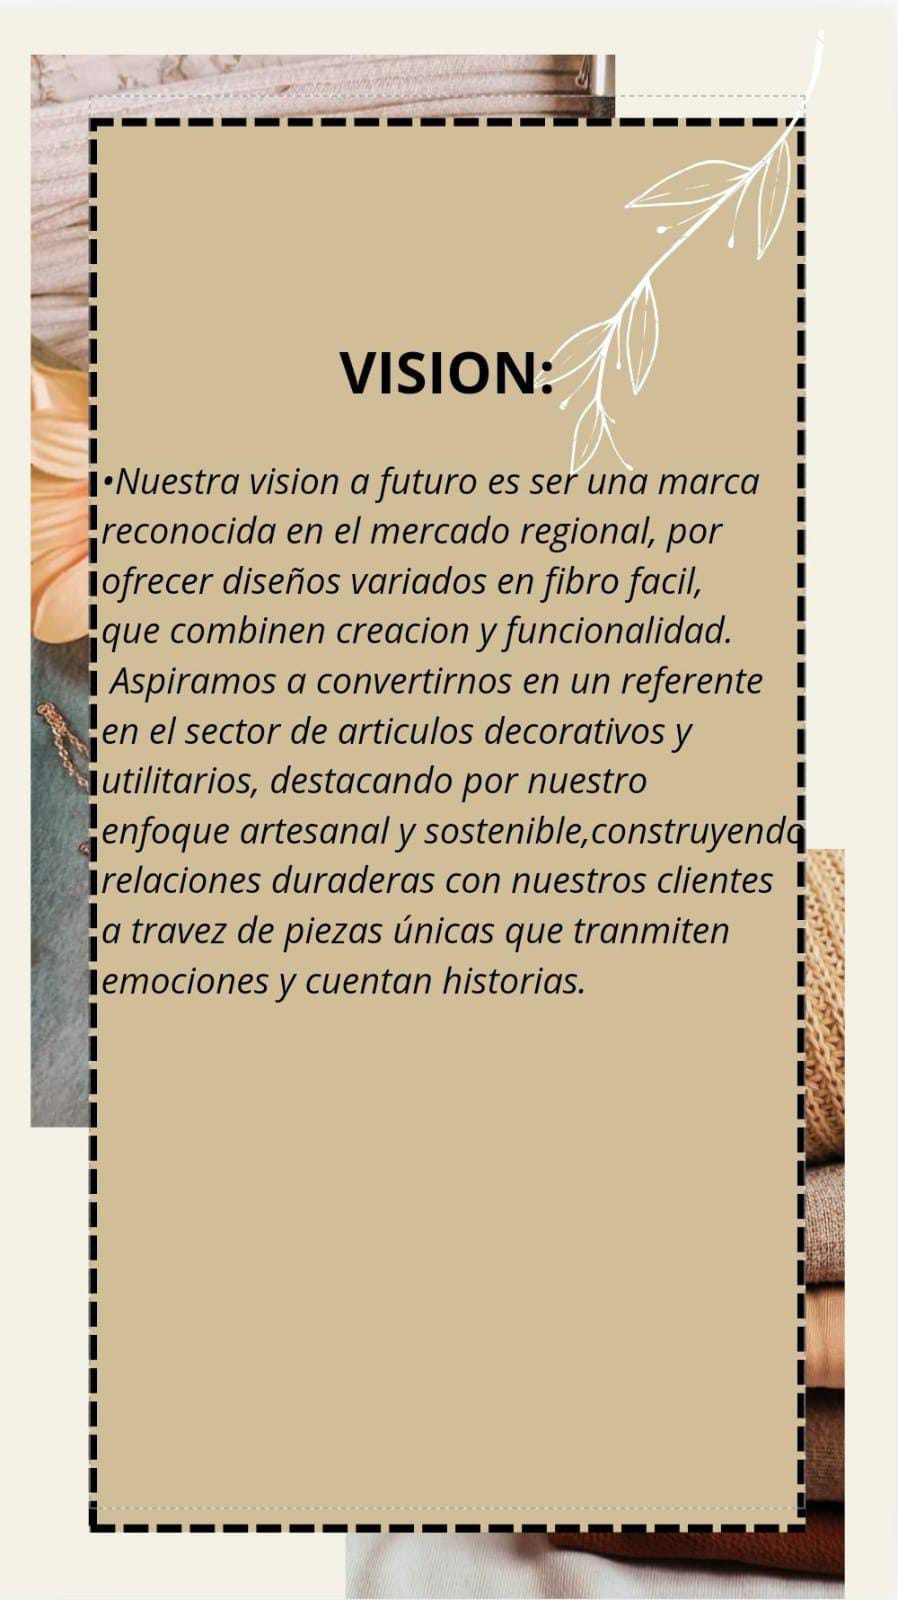 VISION:
•Nuestra vision a futuro es ser una marca
reconocida en el mercado regional, por
ofrecer diseños variados en fibro facil,
que combinen creacion y funcionalidad.
Aspiramos a convertirnos en un referente
en el sector de articulos decorativos y
utilitarios, destacando por nuestro
enfoque artesanal y sostenible,construyendo
relaciones duraderas con nuestros clientes
a travez de piezas únicas que tranmiten
emociones y cuentan historias.